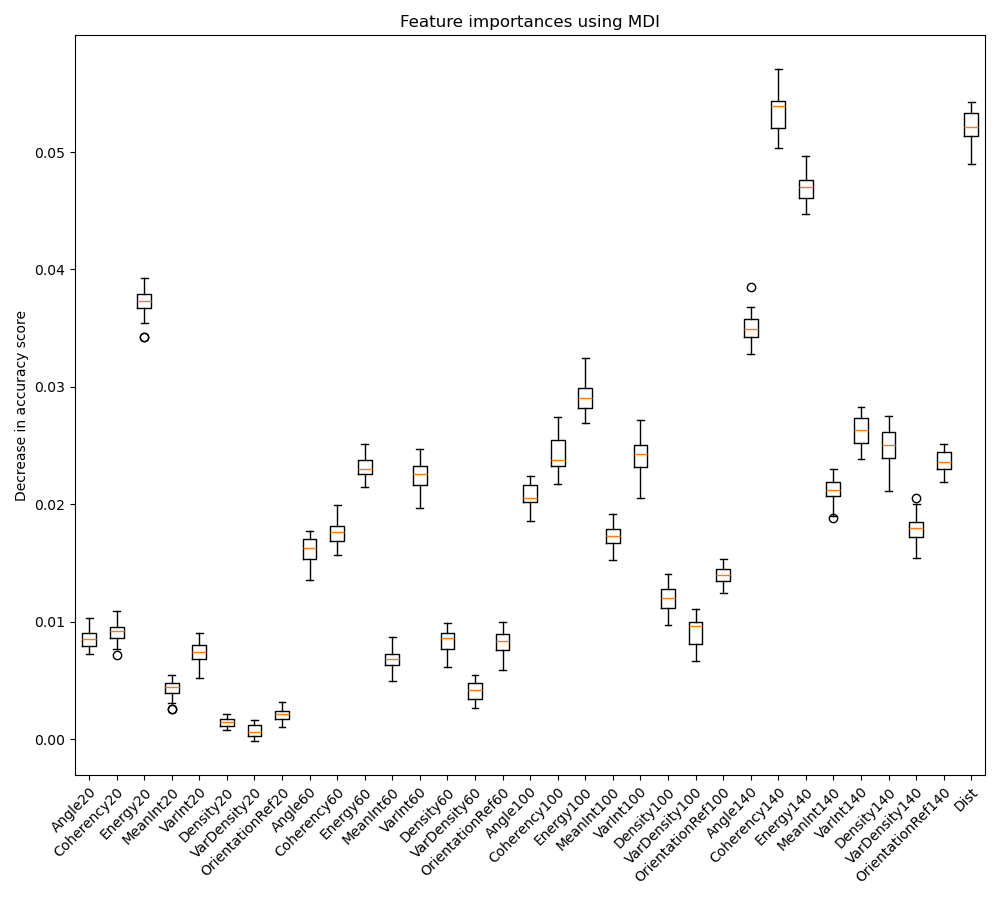 Feature importances using MDI
Decrease in accuracy score
0.05
0.04
0.03
0.02
0.01
0.00
Angle20
Coherency20
Energy20
MeanInt20
VarInt20
Density20
VarDensity20
OrientationRef20
Angle60
Coherency60
Energy60
MeanInt60
VarInt60
Density60
VarDensity60
OrientationRef60
Angle100
Coherency100
Energy100
MeanInt100
VarInt100
Density100
VarDensity100
OrientationRef100
Angle140
Coherency140
Energy140
MeanInt140
VarInt140
Density140
VarDensity140
OrientationRef140
Dist